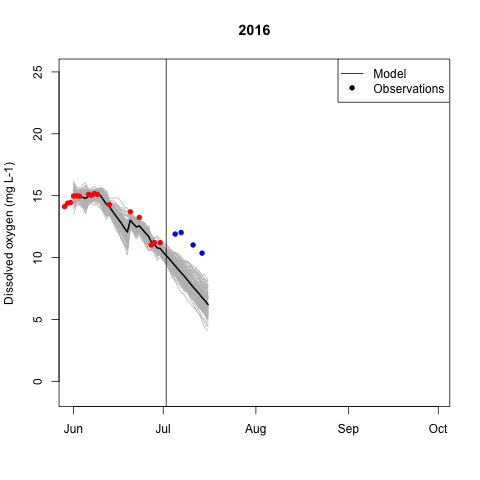 2016
Model
Observations
Dissolved oxygen (mg L-1)
25
20
15
10
5
0
Jun
Jul
Aug
Sep
Oct